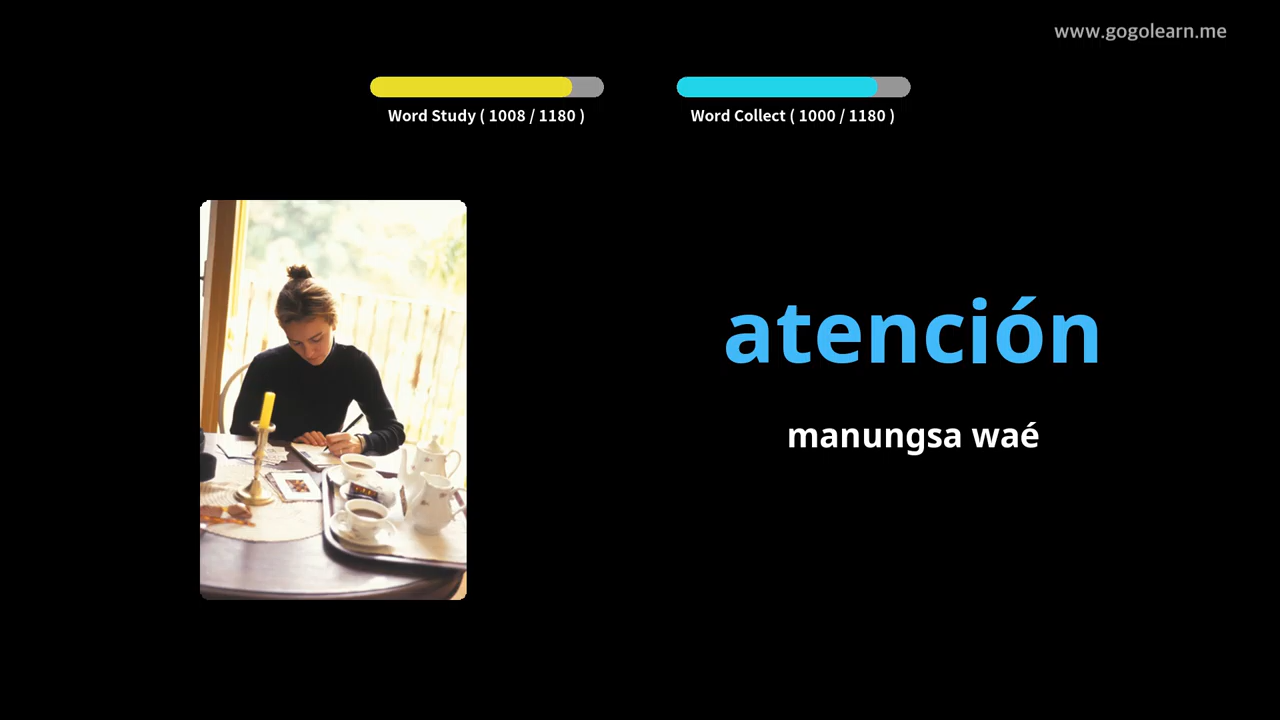 www.gogolearn.me
Word Study ( 1008 / 1180 )
Word Collect ( 1000 / 1180 )
atención
manungsa waé